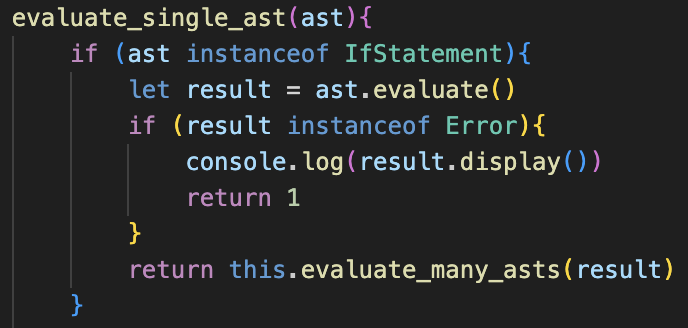 evaluate_single_ast(ast){
    if (ast instanceof IfStatement){
        let result = ast.evaluate()
        if (result instanceof Error){
            console.log(result.display())
            return 1
        }
        return this.evaluate_many_asts(result)
    }